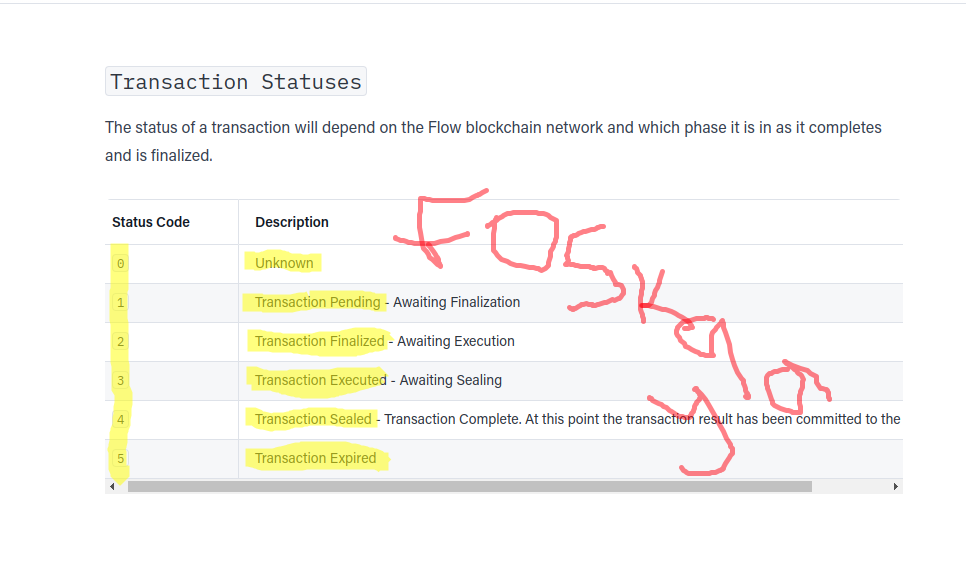 Transaction Statuses
The status of a transaction will depend on the Flow blockchain network and which phase it is in as it completes
and is finalized.
Status Code Description
0 Unknown
1 Transaction Pending - Awaiting Finalization
2 Transaction Finalized - Awaiting Execution
3 Transaction Executed - Awaiting Sealing
4 Transaction Sealed - Transaction Complete. At this point the transaction result has been committed to the
5 Transaction Expired